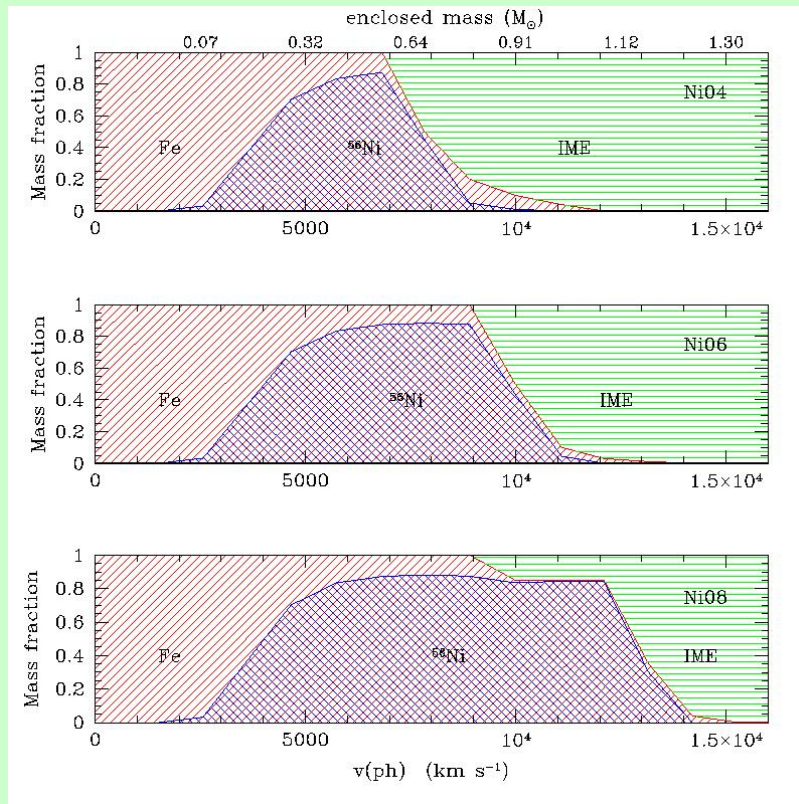 enclosed mass (M☉)
0.07 0.32 0.64 0.91 1.12 1.30
1
0.8
0.6
0.4
0.2
0
Mass fraction
Fe
⁵⁶Ni
IME
Ni04
0 5000 10⁴ 1.5×10⁴
1
0.8
0.6
0.4
0.2
0
Mass fraction
Fe
⁵⁶Ni
IME
Ni06
0 5000 10⁴ 1.5×10⁴
1
0.8
0.6
0.4
0.2
0
Mass fraction
Fe
⁵⁶Ni
IME
Ni08
0 5000 10⁴ 1.5×10⁴
v(ph) (km s⁻¹)